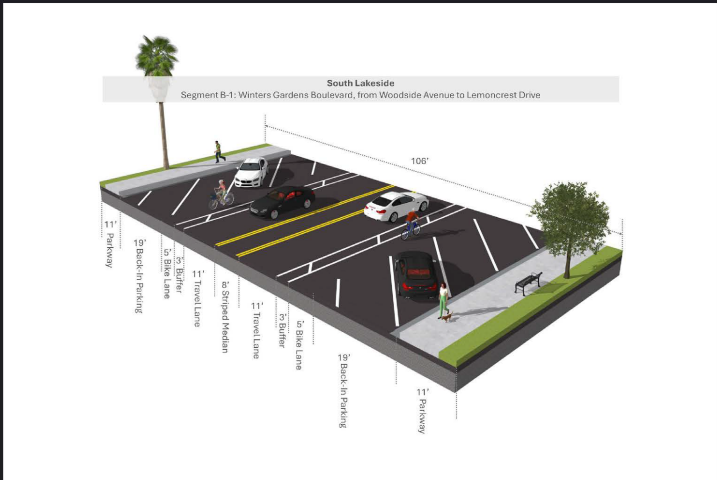 South Lakeside
Segment B-1: Winters Gardens Boulevard, from Woodside Avenue to Lemoncrest Drive
106'
11' Parkway
19' Back-In Parking
5' Bike Lane
3' Buffer
11' Travel Lane
8' Striped Median
11' Travel Lane
3' Buffer
5' Bike Lane
19' Back-In Parking
11' Parkway